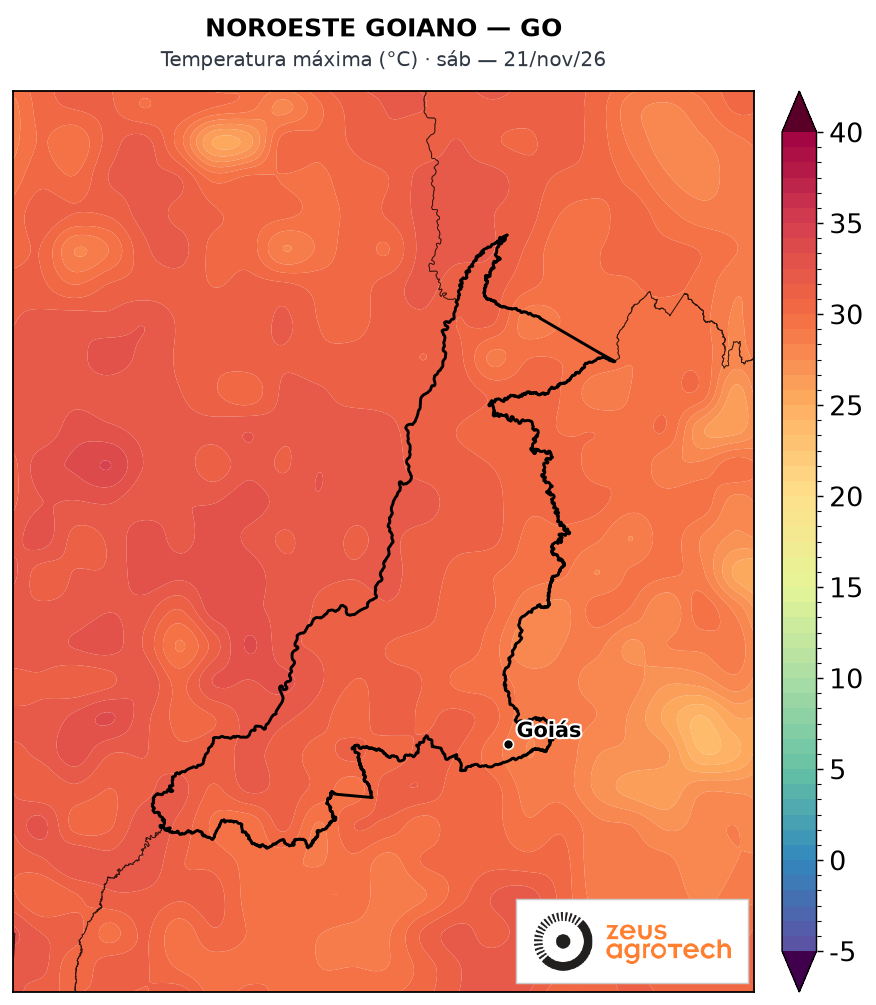 NOROESTE GOIANO — GO
Temperatura máxima (°C) · sáb — 21/nov/26
40
35
30
25
20
15
10
5
0
-5
Goiás
zeus
agrotech